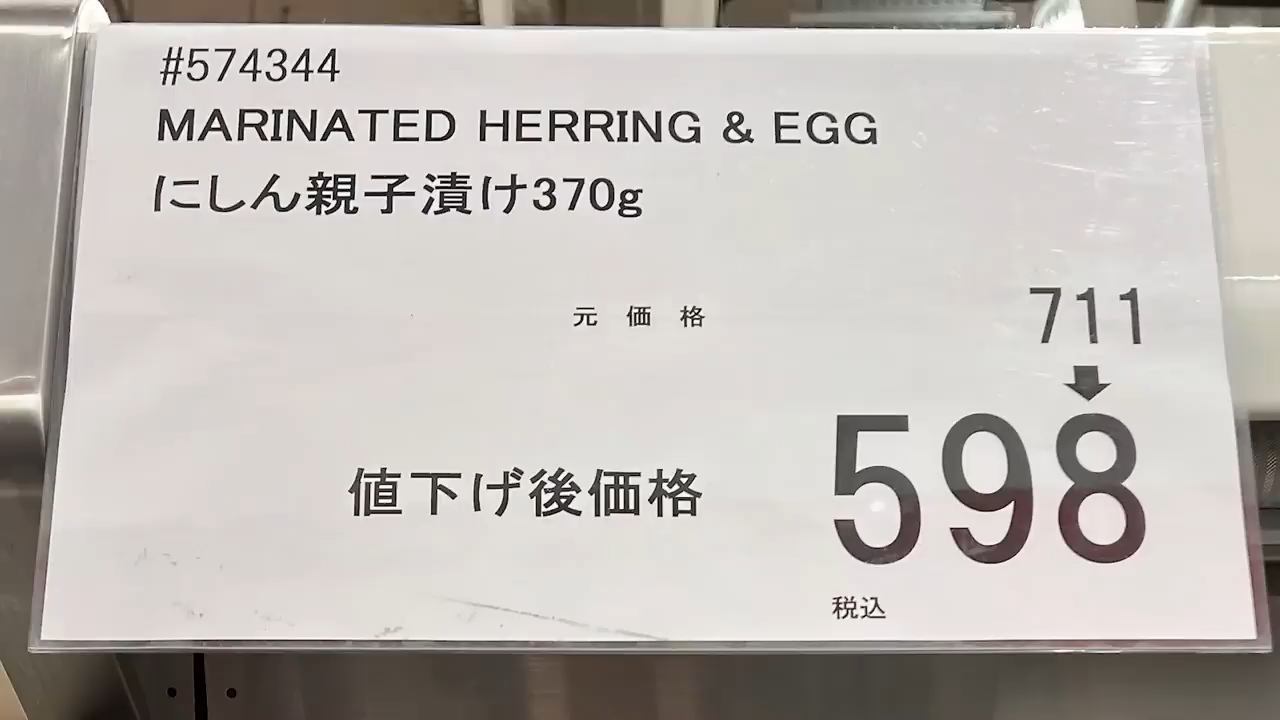 #574344
MARINATED HERRING & EGG
にしん親子漬け370g
元価格 711
⬇
値下げ後価格 598
税込